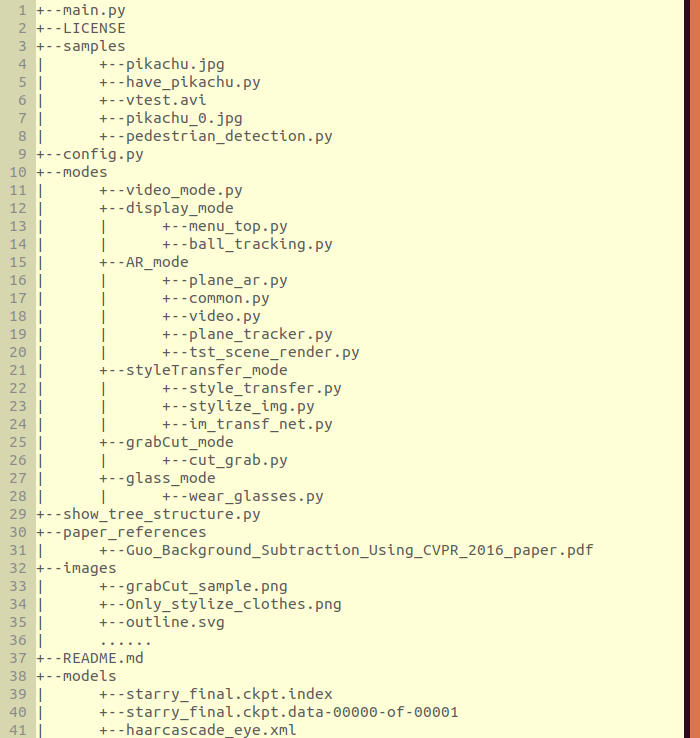 1 +--main.py
2 +--LICENSE
3 +--samples
4 |      +--pikachu.jpg
5 |      +--have_pikachu.py
6 |      +--vtest.avi
7 |      +--pikachu_0.jpg
8 |      +--pedestrian_detection.py
9 +--config.py
10 +--modes
11 |      +--video_mode.py
12 |      +--display_mode
13 |      |      +--menu_top.py
14 |      |      +--ball_tracking.py
15 |      +--AR_mode
16 |      |      +--plane_ar.py
17 |      |      +--common.py
18 |      |      +--video.py
19 |      |      +--plane_tracker.py
20 |      |      +--tst_scene_render.py
21 |      +--styleTransfer_mode
22 |      |      +--style_transfer.py
23 |      |      +--stylize_img.py
24 |      |      +--im_transf_net.py
25 |      +--grabCut_mode
26 |      |      +--cut_grab.py
27 |      +--glass_mode
28 |      |      +--wear_glasses.py
29 +--show_tree_structure.py
30 +--paper_references
31 |      +--Guo_Background_Subtraction_Using_CVPR_2016_paper.pdf
32 +--images
33 |      +--grabCut_sample.png
34 |      +--Only_stylize_clothes.png
35 |      +--outline.svg
36 |      ......
37 +--README.md
38 +--models
39 |      +--starry_final.ckpt.index
40 |      +--starry_final.ckpt.data-00000-of-00001
41 |      +--haarcascade_eye.xml